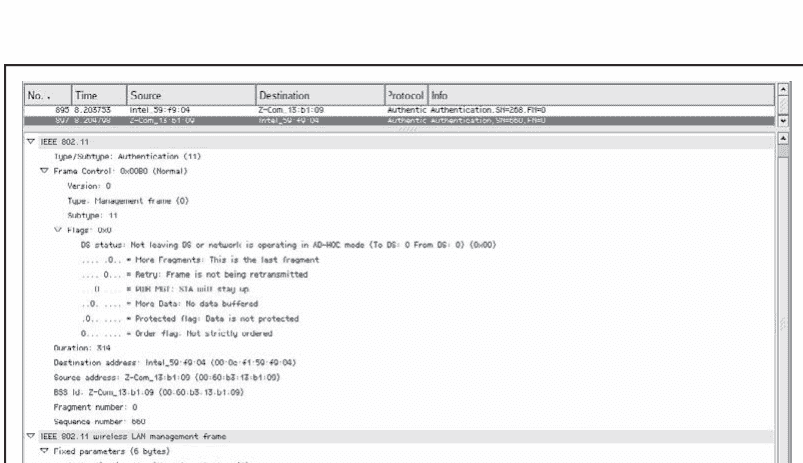 No. . Time Source Destination Protocol Info
895 8.203753 Intel_59:f9:04 Z-Com_13:b1:09 Authentic Authentication,SN=268,FN=0
897 8.204798 Z-Com_13:b1:09 Intel_59:f9:04 Authentic Authentication,SN=660,FN=0
IEEE 802.11
Type/Subtype: Authentication (11)
Frame Control: 0x00B0 (Normal)
Version: 0
Type: Management frame (0)
Subtype: 11
Flags: 0x0
DS status: Not leaving DS or network is operating in AD-HOC mode (To DS: 0 From DS: 0) (0x00)
.... .0.. = More Fragments: This is the last fragment
.... 0... = Retry: Frame is not being retransmitted
...0 .... = PWR MGT: STA will stay up
..0. .... = More Data: No data buffered
.0.. .... = Protected flag: Data is not protected
0... .... = Order flag: Not strictly ordered
Duration: 314
Destination address: Intel_59:f9:04 (00:0c:f1:59:f9:04)
Source address: Z-Com_13:b1:09 (00:60:b3:13:b1:09)
BSS Id: Z-Com_13:b1:09 (00:60:b3:13:b1:09)
Fragment number: 0
Sequence number: 660
IEEE 802.11 wireless LAN management frame
Fixed parameters (6 bytes)